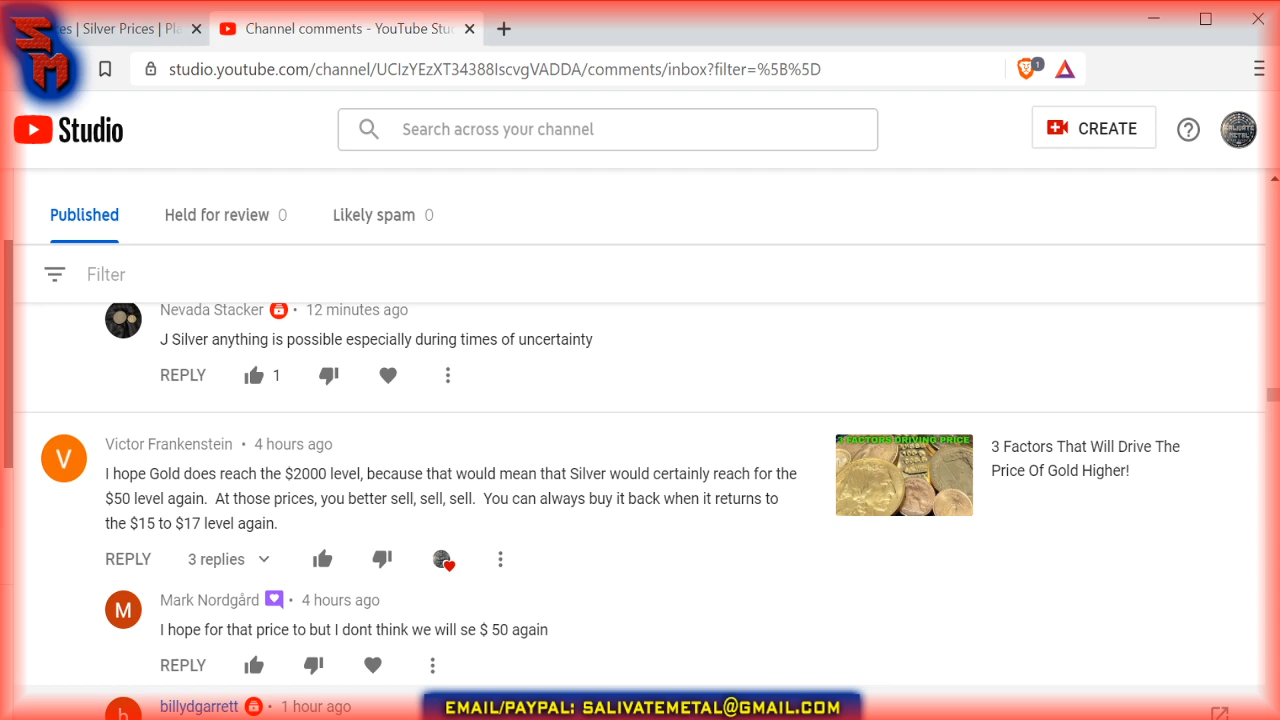 SM
es | Silver Prices | Pla
Channel comments - YouTube Stud
studio.youtube.com/channel/UCIzYEzXT34388IscvgVADDA/comments/inbox?filter=%5B%5D
1
Studio
Search across your channel
CREATE
Published
Held for review 0
Likely spam 0
Filter
Nevada Stacker • 12 minutes ago
J Silver anything is possible especially during times of uncertainty
REPLY 1
V
Victor Frankenstein • 4 hours ago
I hope Gold does reach the $2000 level, because that would mean that Silver would certainly reach for the
$50 level again. At those prices, you better sell, sell, sell. You can always buy it back when it returns to
the $15 to $17 level again.
3 FACTORS DRIVING PRICE
3 Factors That Will Drive The
Price Of Gold Higher!
REPLY 3 replies
M
Mark Nordgård • 4 hours ago
I hope for that price to but I dont think we will se $ 50 again
REPLY
b
billydgarrett • 1 hour ago
EMAIL/PAYPAL: SALIVATEMETAL@GMAIL.COM